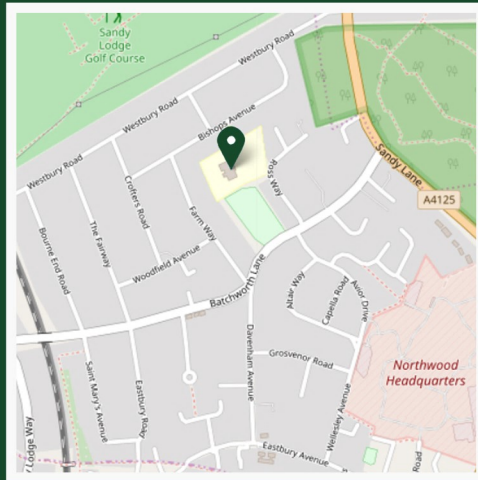 Sandy
Lodge
Golf Course
Westbury Road
Westbury Road
Bishops Avenue
Westbury Road
Sandy Lane
A4125
Ross Way
Crofters Road
Farm Way
The Fairway
Bourne End Road
Woodfield Avenue
Batchworth Lane
Altair Way
Capella Road
Avior Drive
Northwood
Headquarters
Davenham Avenue
Grosvenor Road
Saint Mary's Avenue
Eastbury Road
Wellesley Avenue
Eastbury Avenue
y Lodge Way
Road